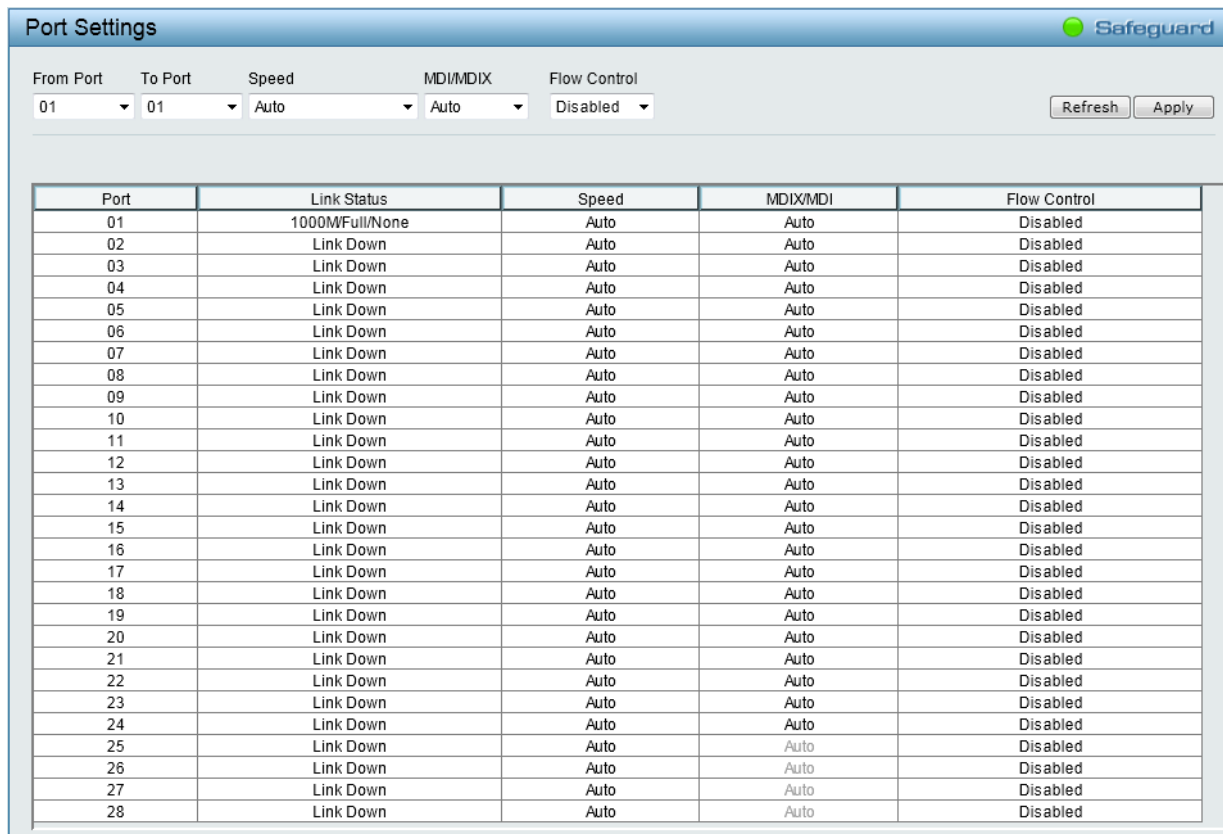 Port Settings Safeguard
From Port To Port Speed MDI/MDIX Flow Control
01 01 Auto Auto Disabled Refresh Apply
Port Link Status Speed MDIX/MDI Flow Control
01 1000M/Full/None Auto Auto Disabled
02 Link Down Auto Auto Disabled
03 Link Down Auto Auto Disabled
04 Link Down Auto Auto Disabled
05 Link Down Auto Auto Disabled
06 Link Down Auto Auto Disabled
07 Link Down Auto Auto Disabled
08 Link Down Auto Auto Disabled
09 Link Down Auto Auto Disabled
10 Link Down Auto Auto Disabled
11 Link Down Auto Auto Disabled
12 Link Down Auto Auto Disabled
13 Link Down Auto Auto Disabled
14 Link Down Auto Auto Disabled
15 Link Down Auto Auto Disabled
16 Link Down Auto Auto Disabled
17 Link Down Auto Auto Disabled
18 Link Down Auto Auto Disabled
19 Link Down Auto Auto Disabled
20 Link Down Auto Auto Disabled
21 Link Down Auto Auto Disabled
22 Link Down Auto Auto Disabled
23 Link Down Auto Auto Disabled
24 Link Down Auto Auto Disabled
25 Link Down Auto Auto Disabled
26 Link Down Auto Auto Disabled
27 Link Down Auto Auto Disabled
28 Link Down Auto Auto Disabled